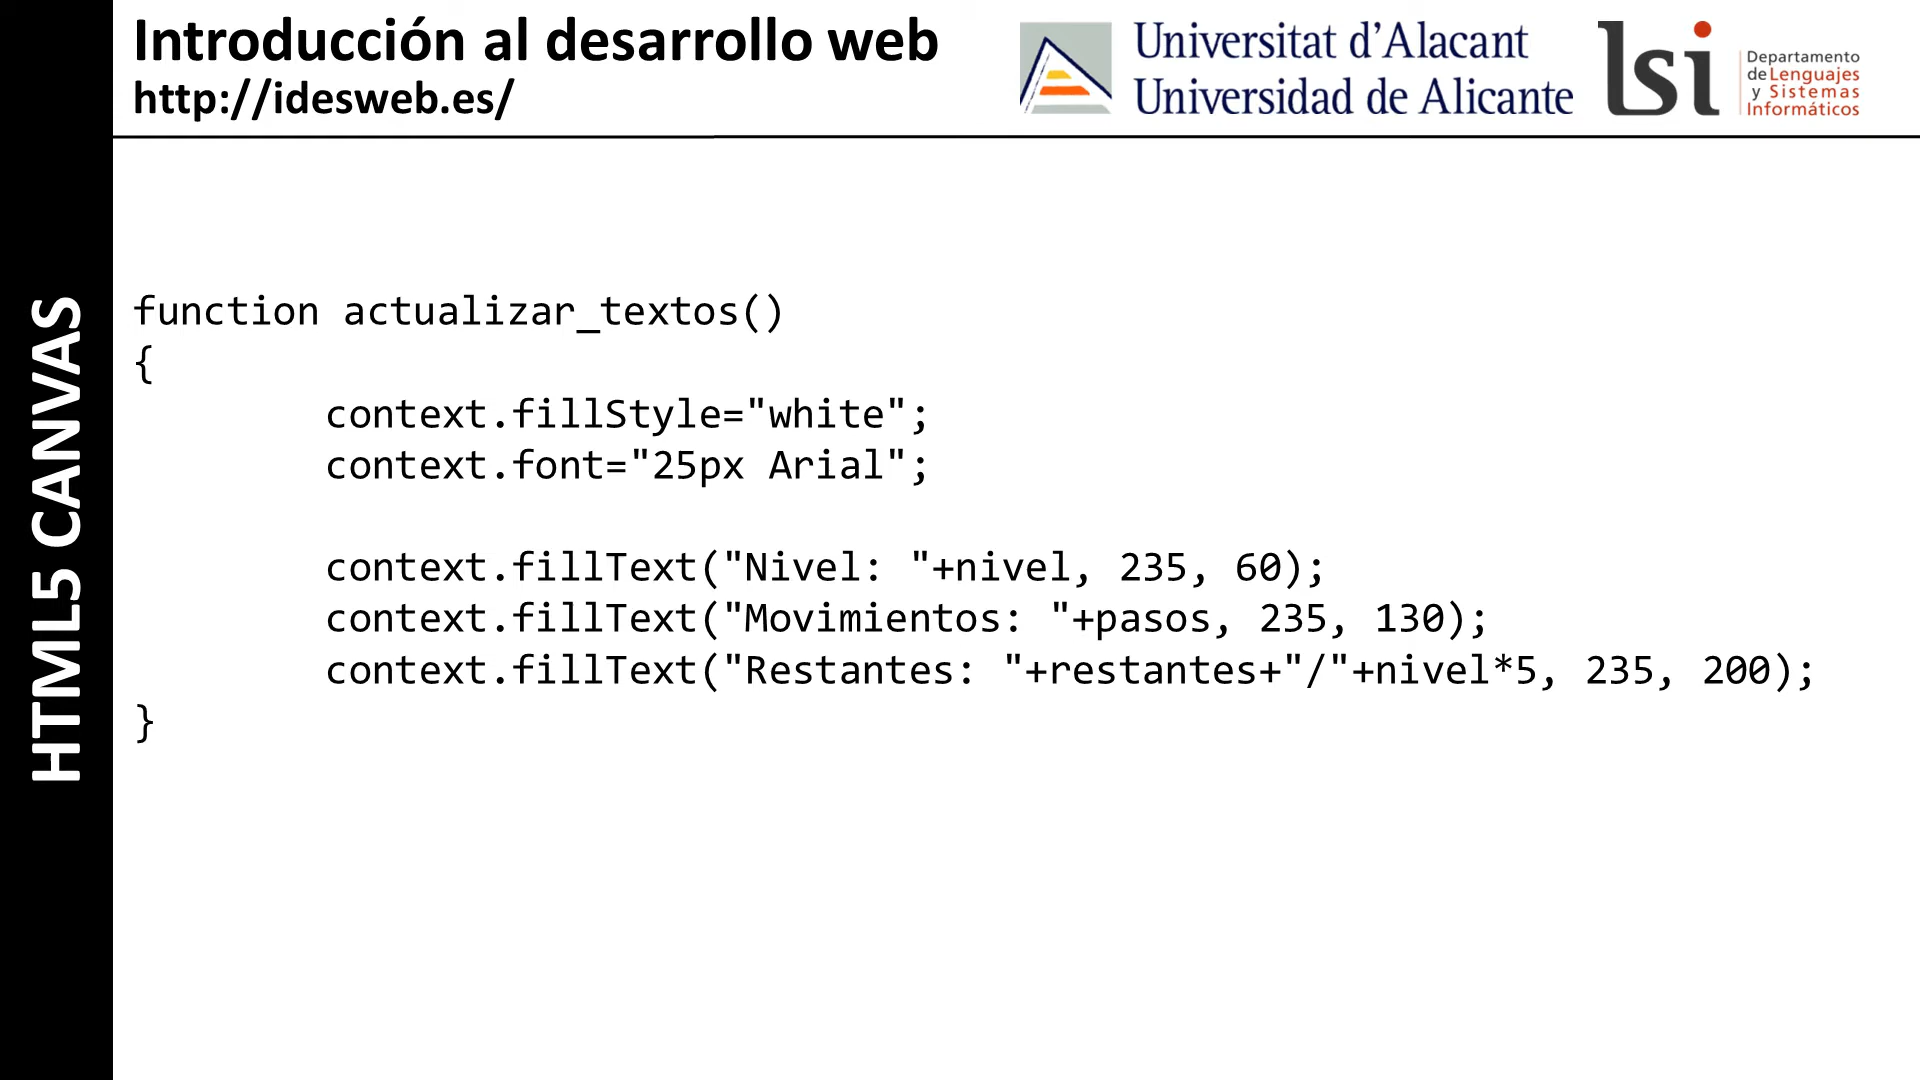 Introducción al desarrollo web
http://idesweb.es/
Universitat d’Alacant
Universidad de Alicante
lsi
Departamento
de Lenguajes
y Sistemas
Informáticos
HTML5 CANVAS
function actualizar_textos()
{
context.fillStyle="white";
context.font="25px Arial";
context.fillText("Nivel: "+nivel, 235, 60);
context.fillText("Movimientos: "+pasos, 235, 130);
context.fillText("Restantes: "+restantes+"/"+nivel*5, 235, 200);
}